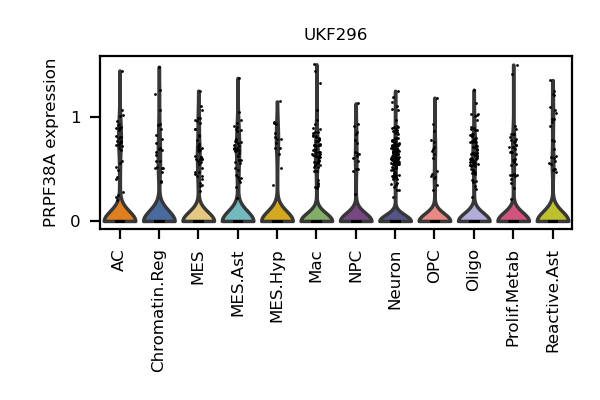 UKF296
PRPF38A expression
1
0
AC
Chromatin.Reg
MES
MES.Ast
MES.Hyp
Mac
NPC
Neuron
OPC
Oligo
Prolif.Metab
Reactive.Ast